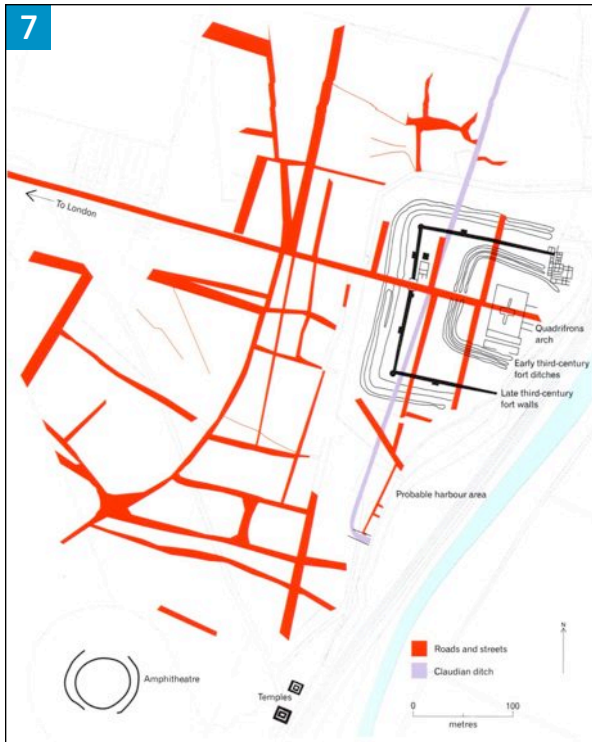 7
To London
Quadrifrons
arch
Early third-century
fort ditches
Late third-century
fort walls
Probable harbour area
Roads and streets
Claudian ditch
N
Amphitheatre
Temples
0 100
metres